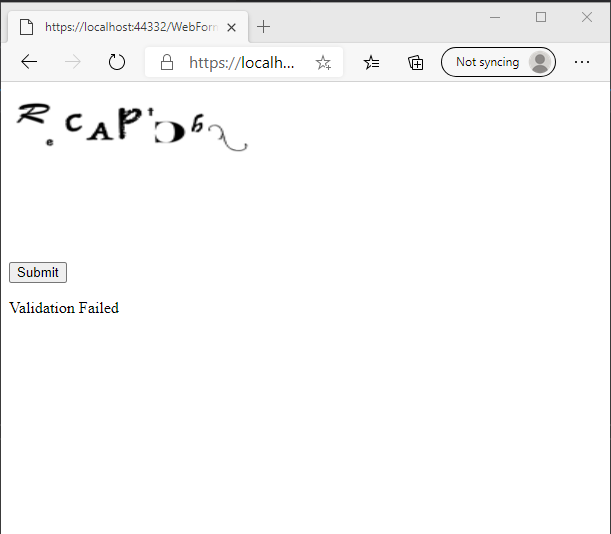 https://localhost:44332/WebForm
https://localh...
Not syncing
Submit
Validation Failed